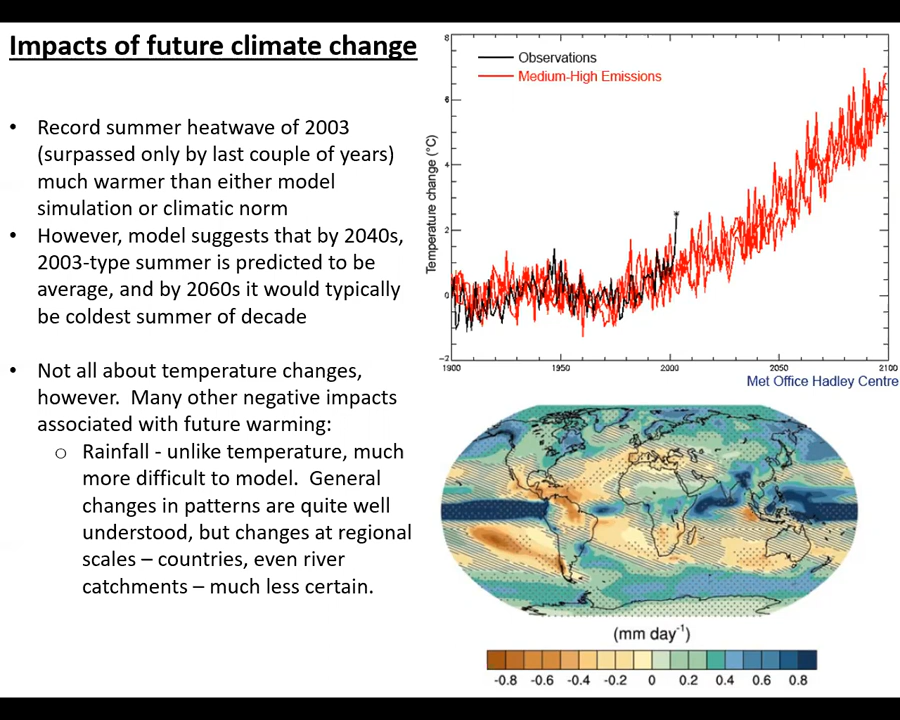 Impacts of future climate change
• Record summer heatwave of 2003
(surpassed only by last couple of years)
much warmer than either model
simulation or climatic norm
• However, model suggests that by 2040s,
2003-type summer is predicted to be
average, and by 2060s it would typically
be coldest summer of decade
• Not all about temperature changes,
however.  Many other negative impacts
associated with future warming:
o Rainfall - unlike temperature, much
more difficult to model.  General
changes in patterns are quite well
understood, but changes at regional
scales – countries, even river
catchments – much less certain.
Observations
Medium-High Emissions
Temperature change (°C)
8
6
4
2
0
-2
1900 1950 2000 2050 2100
Met Office Hadley Centre
(mm day⁻¹)
-0.8 -0.6 -0.4 -0.2 0 0.2 0.4 0.6 0.8